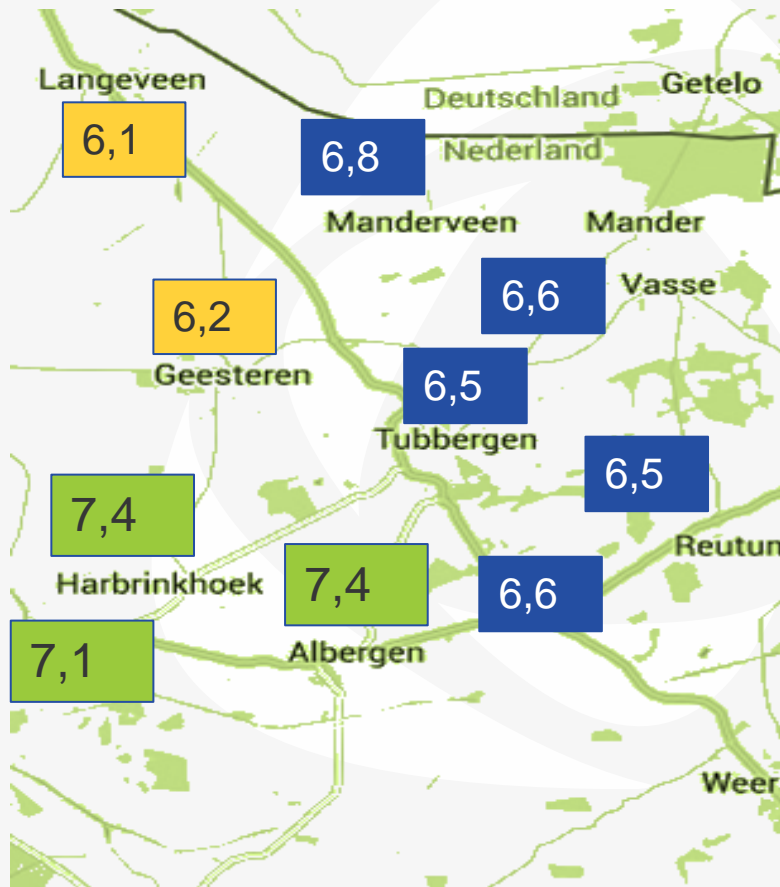 Langeveen
Getelo
Deutschland
6,1
6,8
Nederland
Manderveen
Mander
6,6
Vasse
6,2
Geesteren
6,5
Tubbergen
6,5
7,4
Reutum
Harbrinkhoek
7,4
6,6
7,1
Albergen
Weer